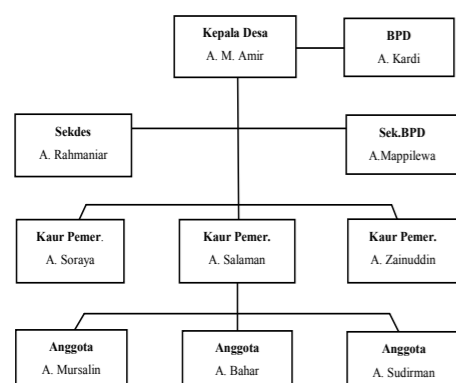 Kepala Desa
A. M. Amir
BPD
A. Kardi
Sekdes
A. Rahmaniar
Sek.BPD
A.Mappilewa
Kaur Pemer.
A. Soraya
Kaur Pemer.
A. Salaman
Kaur Pemer.
A. Zainuddin
Anggota
A. Mursalin
Anggota
A. Bahar
Anggota
A. Sudirman